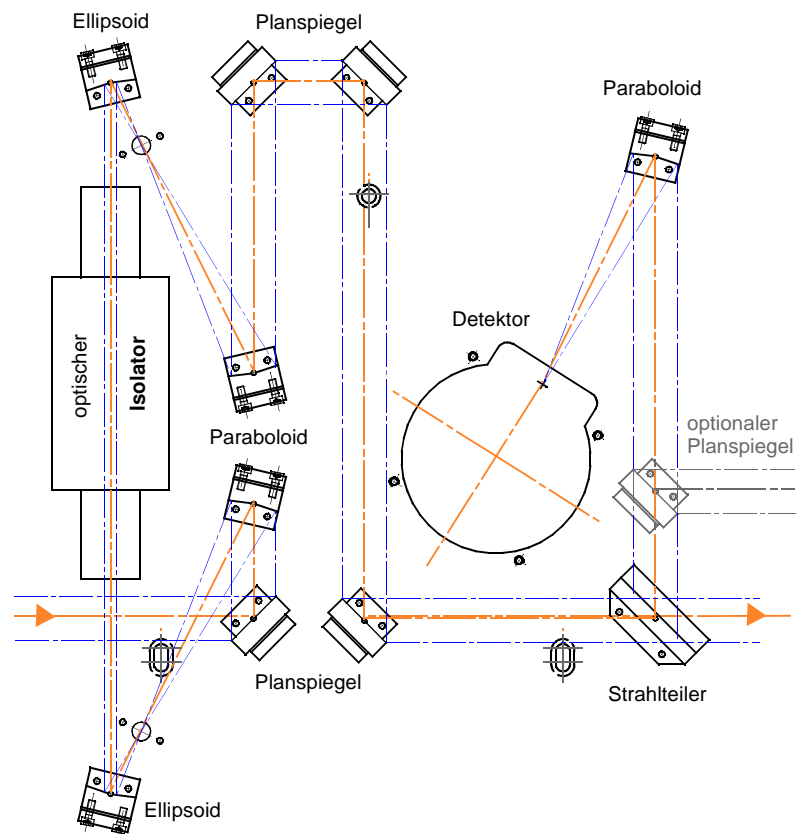 Ellipsoid
Planspiegel
Paraboloid
Detektor
optischer
Isolator
optionaler
Planspiegel
Paraboloid
Planspiegel
Strahlteiler
Ellipsoid